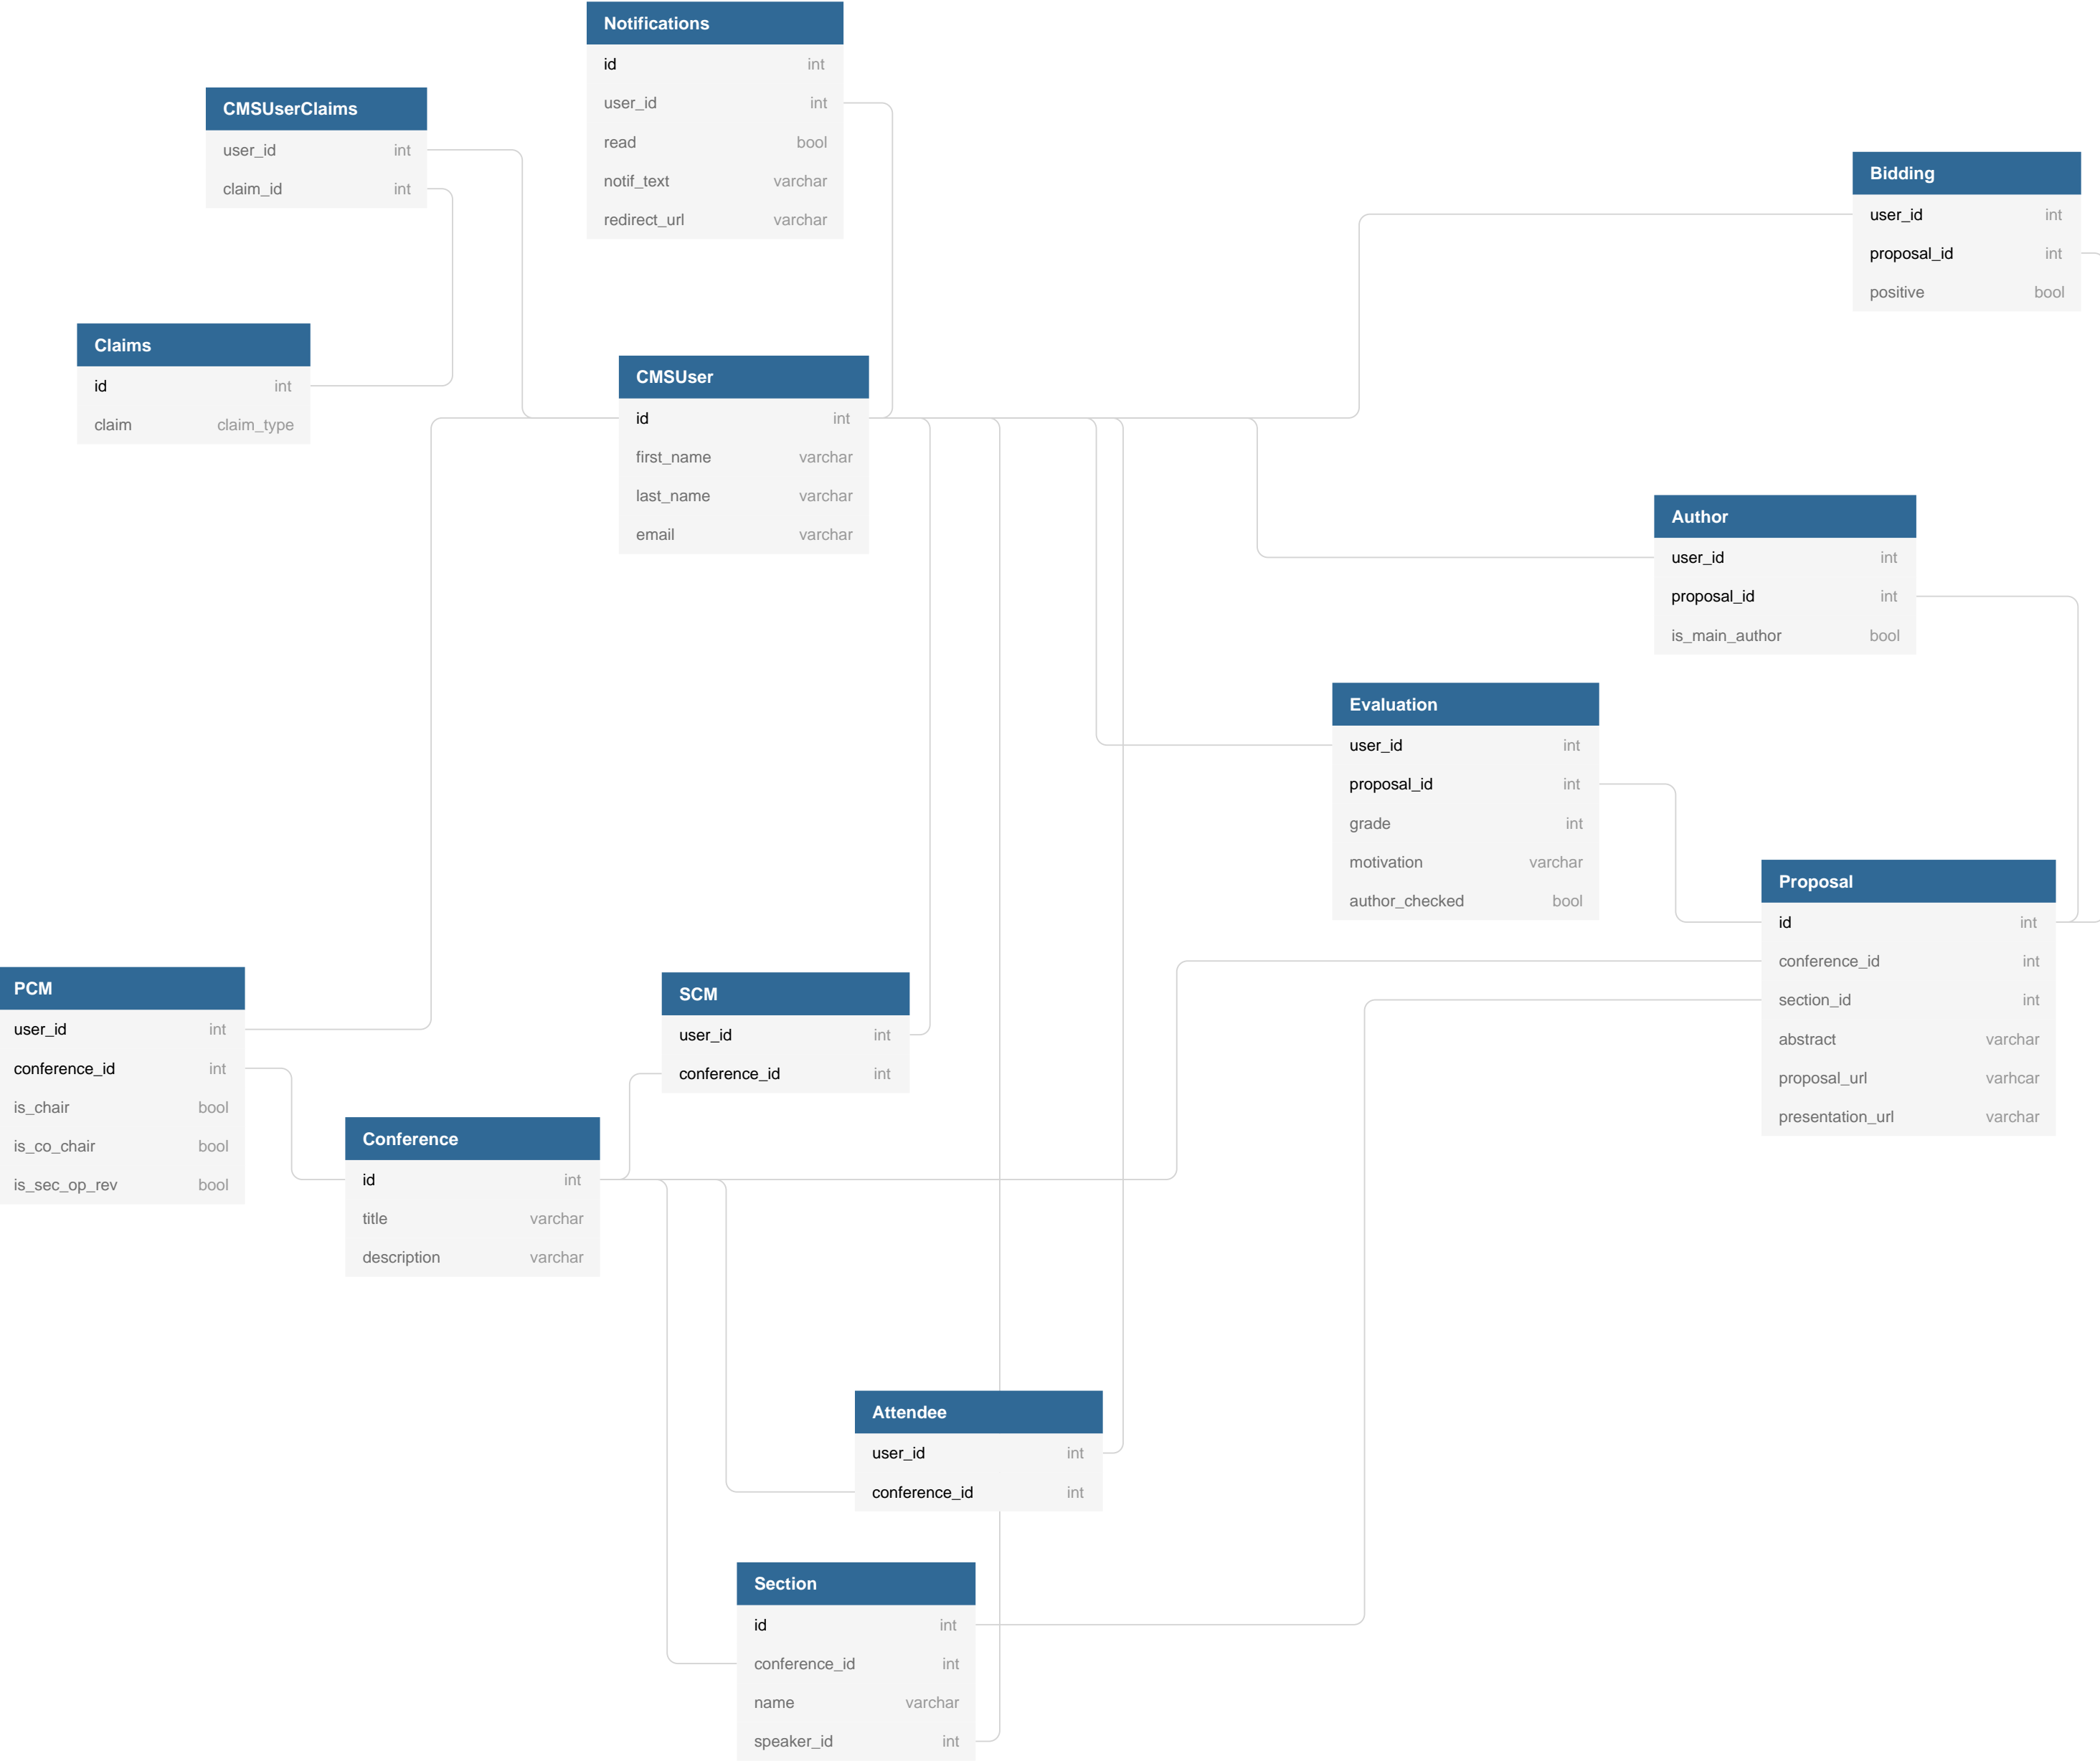 Notifications
id int
user_id int
read bool
notif_text varchar
redirect_url varchar
CMSUserClaims
user_id int
claim_id int
Bidding
user_id int
proposal_id int
positive bool
Claims
id int
claim claim_type
CMSUser
id int
first_name varchar
last_name varchar
email varchar
Author
user_id int
proposal_id int
is_main_author bool
Evaluation
user_id int
proposal_id int
grade int
motivation varchar
author_checked bool
Proposal
id int
conference_id int
section_id int
abstract varchar
proposal_url varhcar
presentation_url varchar
PCM
user_id int
conference_id int
is_chair bool
is_co_chair bool
is_sec_op_rev bool
SCM
user_id int
conference_id int
Conference
id int
title varchar
description varchar
Attendee
user_id int
conference_id int
Section
id int
conference_id int
name varchar
speaker_id int